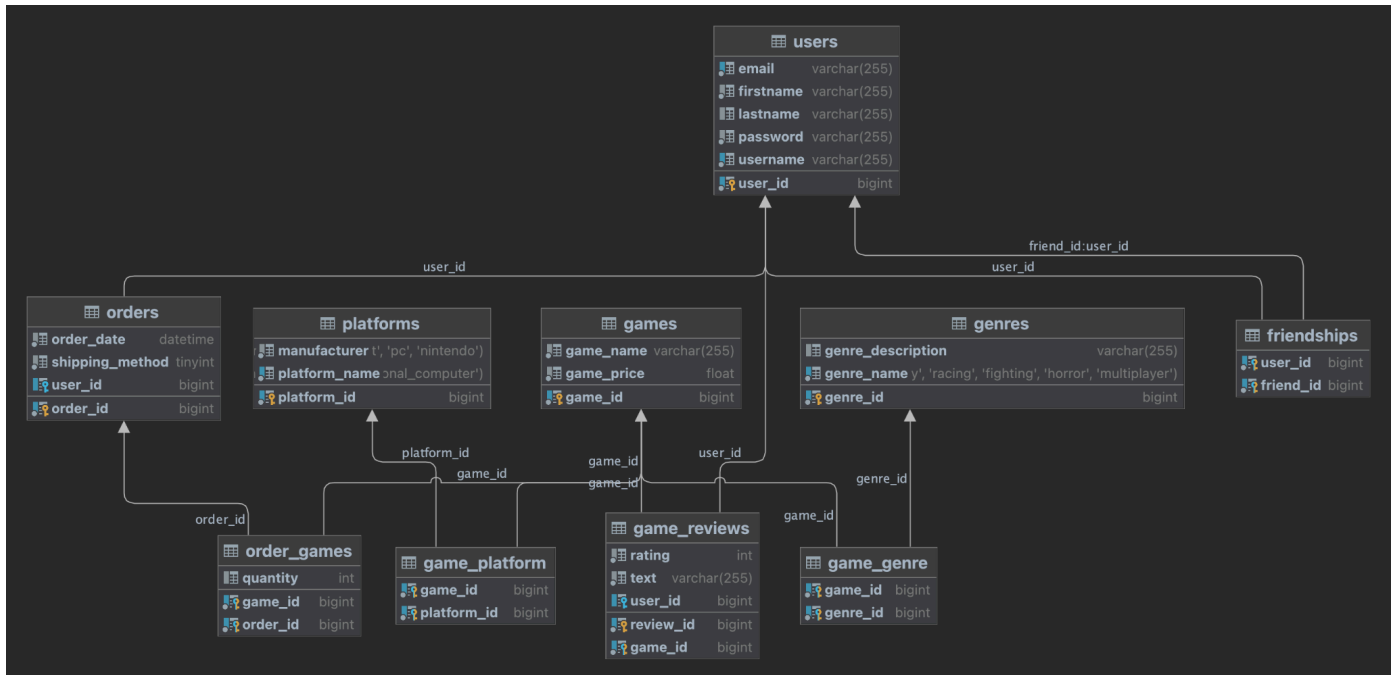 users
email varchar(255)
firstname varchar(255)
lastname varchar(255)
password varchar(255)
username varchar(255)
user_id bigint
friend_id:user_id
user_id
user_id
orders
order_date datetime
shipping_method tinyint
user_id bigint
order_id bigint
platforms
manufacturer t', 'pc', 'nintendo')
platform_name onal_computer')
platform_id bigint
games
game_name varchar(255)
game_price float
game_id bigint
genres
genre_description varchar(255)
genre_name y', 'racing', 'fighting', 'horror', 'multiplayer')
genre_id bigint
friendships
user_id bigint
friend_id bigint
platform_id
game_id
game_id
game_id
user_id
genre_id
order_id
game_id
order_games
quantity int
game_id bigint
order_id bigint
game_platform
game_id bigint
platform_id bigint
game_reviews
rating int
text varchar(255)
user_id bigint
review_id bigint
game_id bigint
game_genre
game_id bigint
genre_id bigint